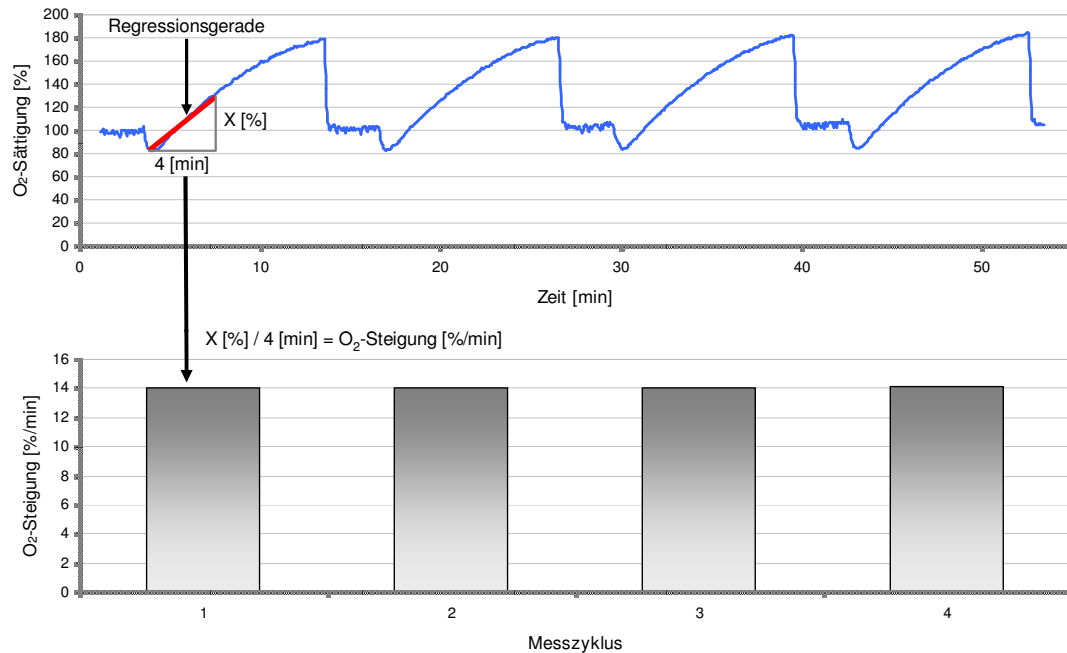 Regressionsgerade
O2-Sättigung [%]
200
180
160
140
120
100
80
60
40
20
0
X [%]
4 [min]
0 10 20 30 40 50
Zeit [min]
X [%] / 4 [min] = O2-Steigung [%/min]
O2-Steigung [%/min]
16
14
12
10
8
6
4
2
0
1 2 3 4
Messzyklus